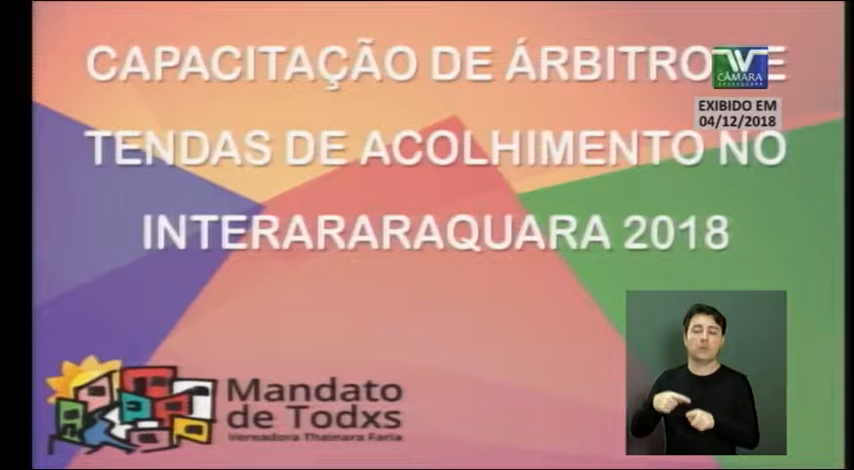 CAPACITAÇÃO DE ÁRBITRO E
TENDAS DE ACOLHIMENTO NO
INTERARARAQUARA 2018
CÂMARA
EXIBIDO EM
04/12/2018
Mandato
de Todxs
Vereadora Thainara Faria